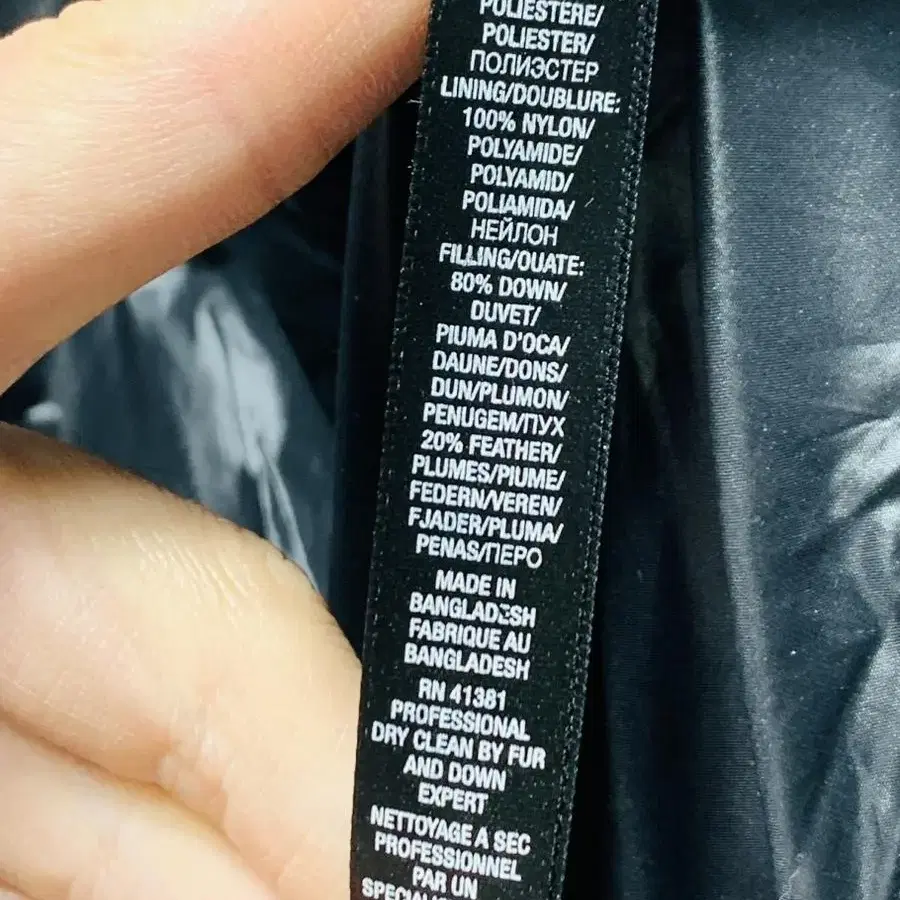 POLIESTERE/
POLIESTER/
ПОЛИЭСТЕР
LINING/DOUBLURE:
100% NYLON/
POLYAMIDE/
POLYAMID/
POLIAMIDA/
НЕЙЛОН
FILLING/OUATE:
80% DOWN/
DUVET/
PIUMA D'OCA/
DAUNE/DONS/
DUN/PLUMON/
PENUGEM/ПУХ
20% FEATHER/
PLUMES/PIUME/
FEDERN/VEREN/
FJADER/PLUMA/
PENAS/ПЕРО
MADE IN
BANGLADESH
FABRIQUE AU
BANGLADESH
RN 41381
PROFESSIONAL
DRY CLEAN BY FUR
AND DOWN
EXPERT
NETTOYAGE A SEC
PROFESSIONNEL
PAR UN